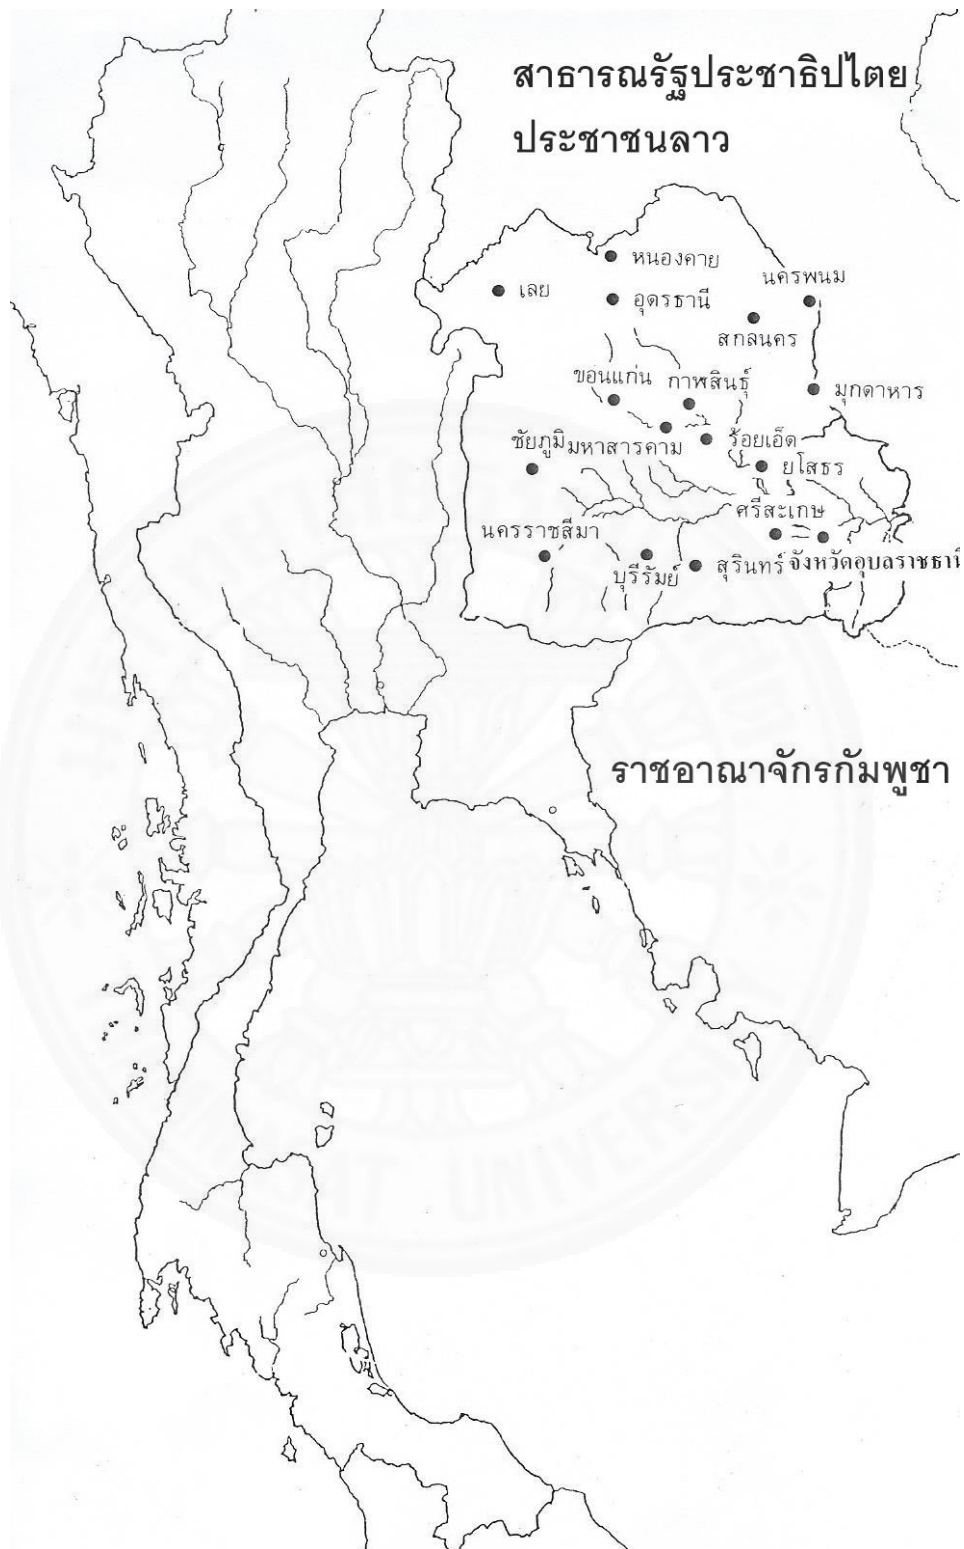 สาธารณรัฐประชาธิปไตย
ประชาชนลาว
หนองคาย
นครพนม
เลย
อุดรธานี
สกลนคร
ขอนแก่น
กาฬสินธุ์
มุกดาหาร
ชัยภูมิ
มหาสารคาม
ร้อยเอ็ด
ยโสธร
ศรีสะเกษ
นครราชสีมา
บุรีรัมย์
สุรินทร์
จังหวัดอุบลราชธานี
ราชอาณาจักรกัมพูชา
THAMMASAT UNIVERSITY